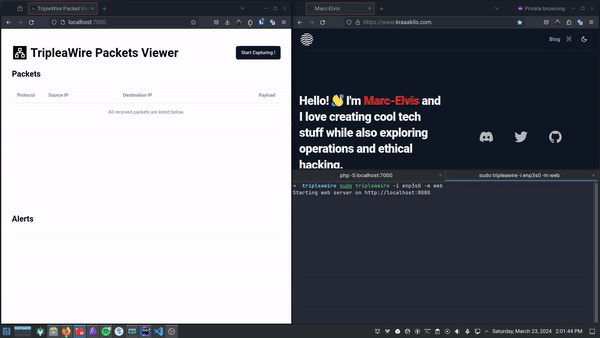 TripleWire Packet Vie
localhost:7000
TripleaWire Packets Viewer
Start Capturing !
Packets
Protocol Source IP Destination IP Payload
All received packets are listed below.
Alerts
Marc-Elvis
Private browsing
https://www.kraaakilo.com
Blog
Hello! 👋 I'm Marc-Elvis and
I love creating cool tech
stuff while also exploring
operations and ethical
hacking.
php -S localhost:7000
sudo tripleawire -i enp3s0 -m web
→ tripleawire sudo tripleawire -i enp3s0 -m web
Starting web server on http://localhost:8080
Saturday, March 23, 2024 2:01:44 PM